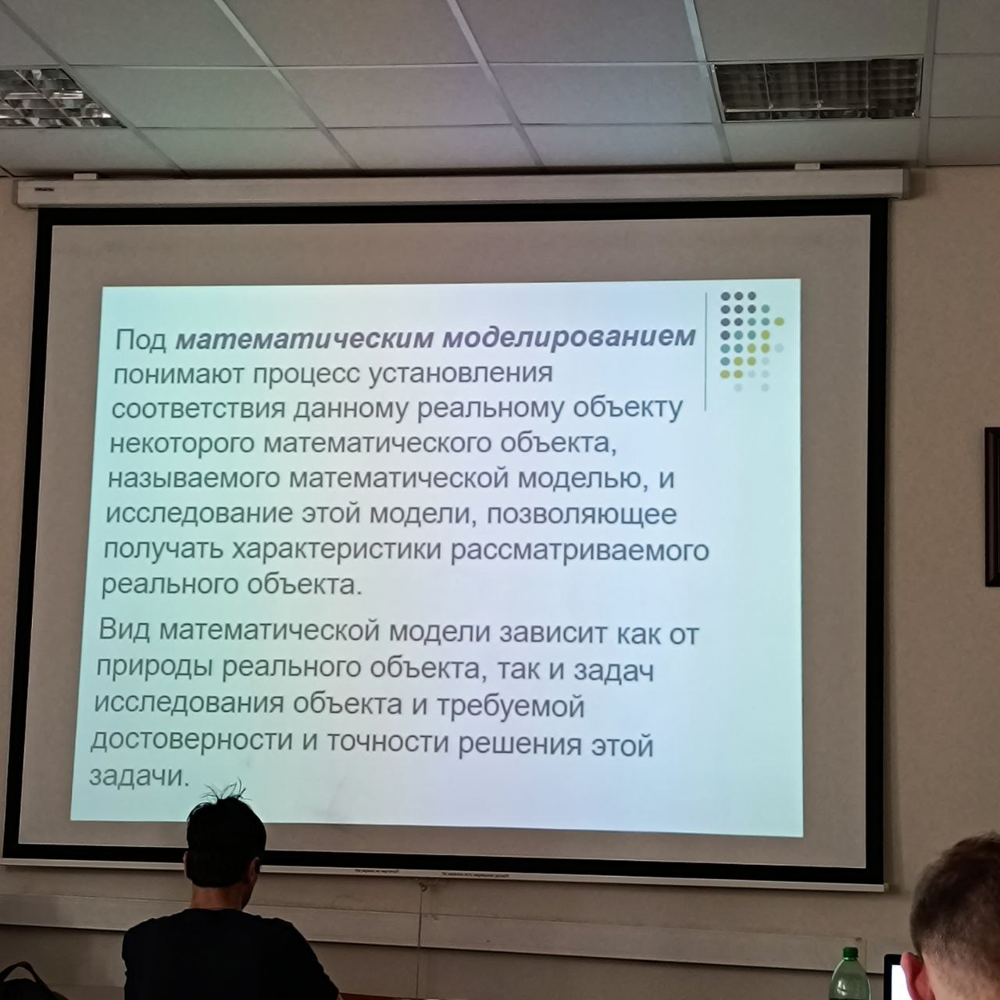 Под математическим моделированием
понимают процесс установления
соответствия данному реальному объекту
некоторого математического объекта,
называемого математической моделью, и
исследование этой модели, позволяющее
получать характеристики рассматриваемого
реального объекта.
Вид математической модели зависит как от
природы реального объекта, так и задач
исследования объекта и требуемой
достоверности и точности решения этой
задачи.